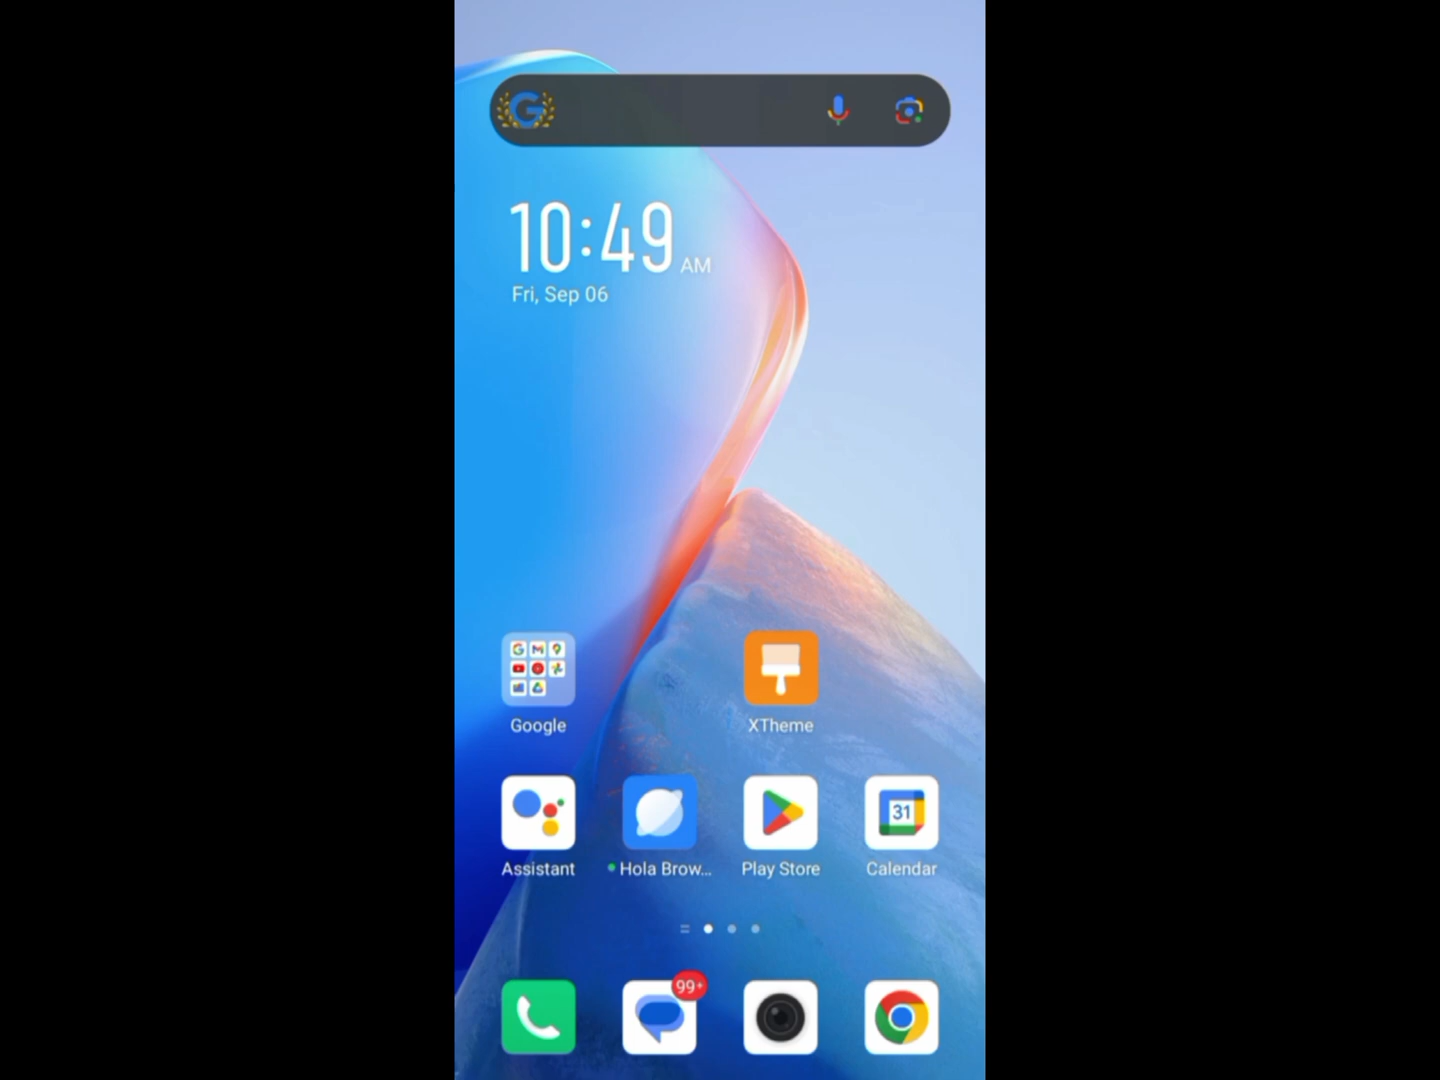 10:49 AM
Fri, Sep 06
Google
XTheme
31
Assistant
Hola Brow...
Play Store
Calendar
99+